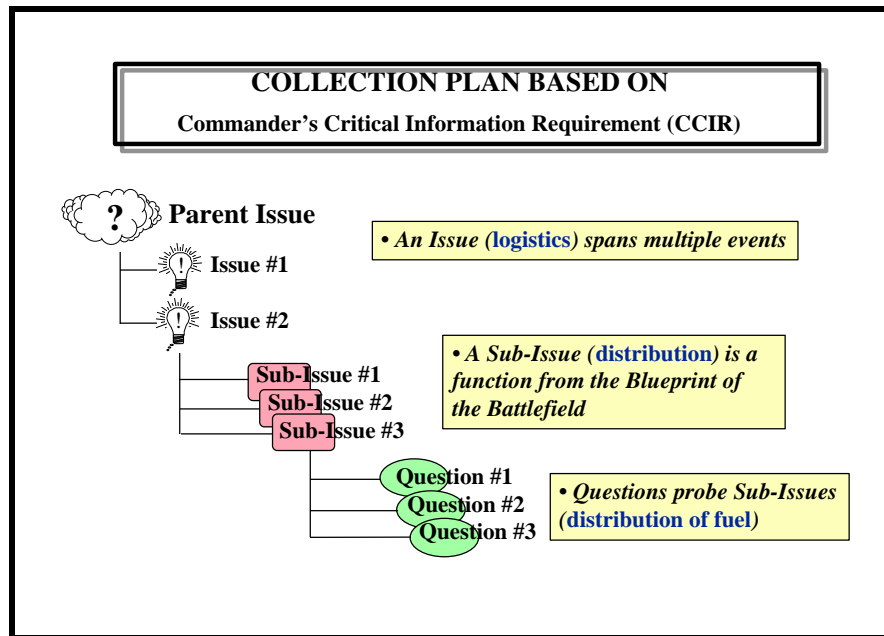 COLLECTION PLAN BASED ON
Commander's Critical Information Requirement (CCIR)
?
Parent Issue
• An Issue (logistics) spans multiple events
!
Issue #1
!
Issue #2
• A Sub-Issue (distribution) is a
function from the Blueprint of
the Battlefield
Sub-Issue #1
Sub-Issue #2
Sub-Issue #3
Question #1
Question #2
Question #3
• Questions probe Sub-Issues
(distribution of fuel)